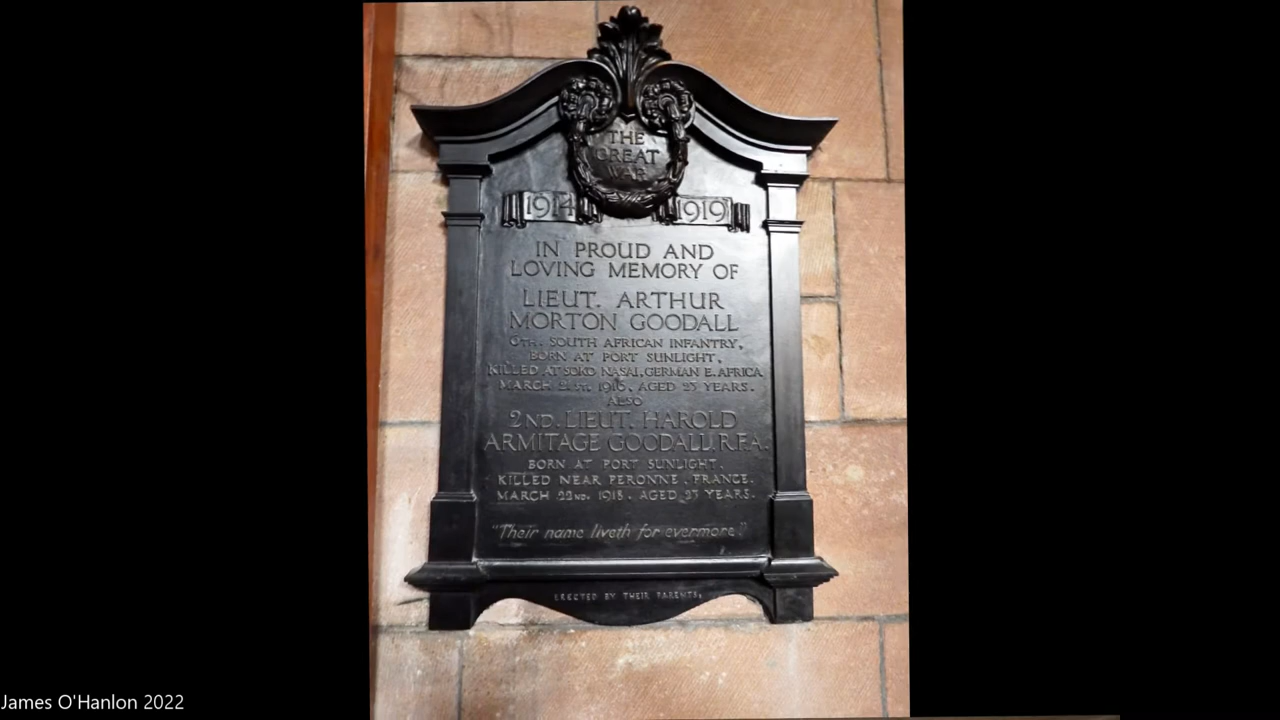 THE
GREAT
WAR
1914 1919
IN PROUD AND
LOVING MEMORY OF
LIEUT. ARTHUR
MORTON GOODALL
6TH. SOUTH AFRICAN INFANTRY,
BORN AT PORT SUNLIGHT,
KILLED AT SOKO NASAI, GERMAN E. AFRICA
MARCH 21ST. 1916, AGED 23 YEARS.
ALSO
2ND. LIEUT. HAROLD
ARMITAGE GOODALL. R.F.A.
BORN AT PORT SUNLIGHT,
KILLED NEAR PERONNE, FRANCE.
MARCH 22ND. 1918. AGED 23 YEARS.
"Their name liveth for evermore."
ERECTED BY THEIR PARENTS.
James O'Hanlon 2022